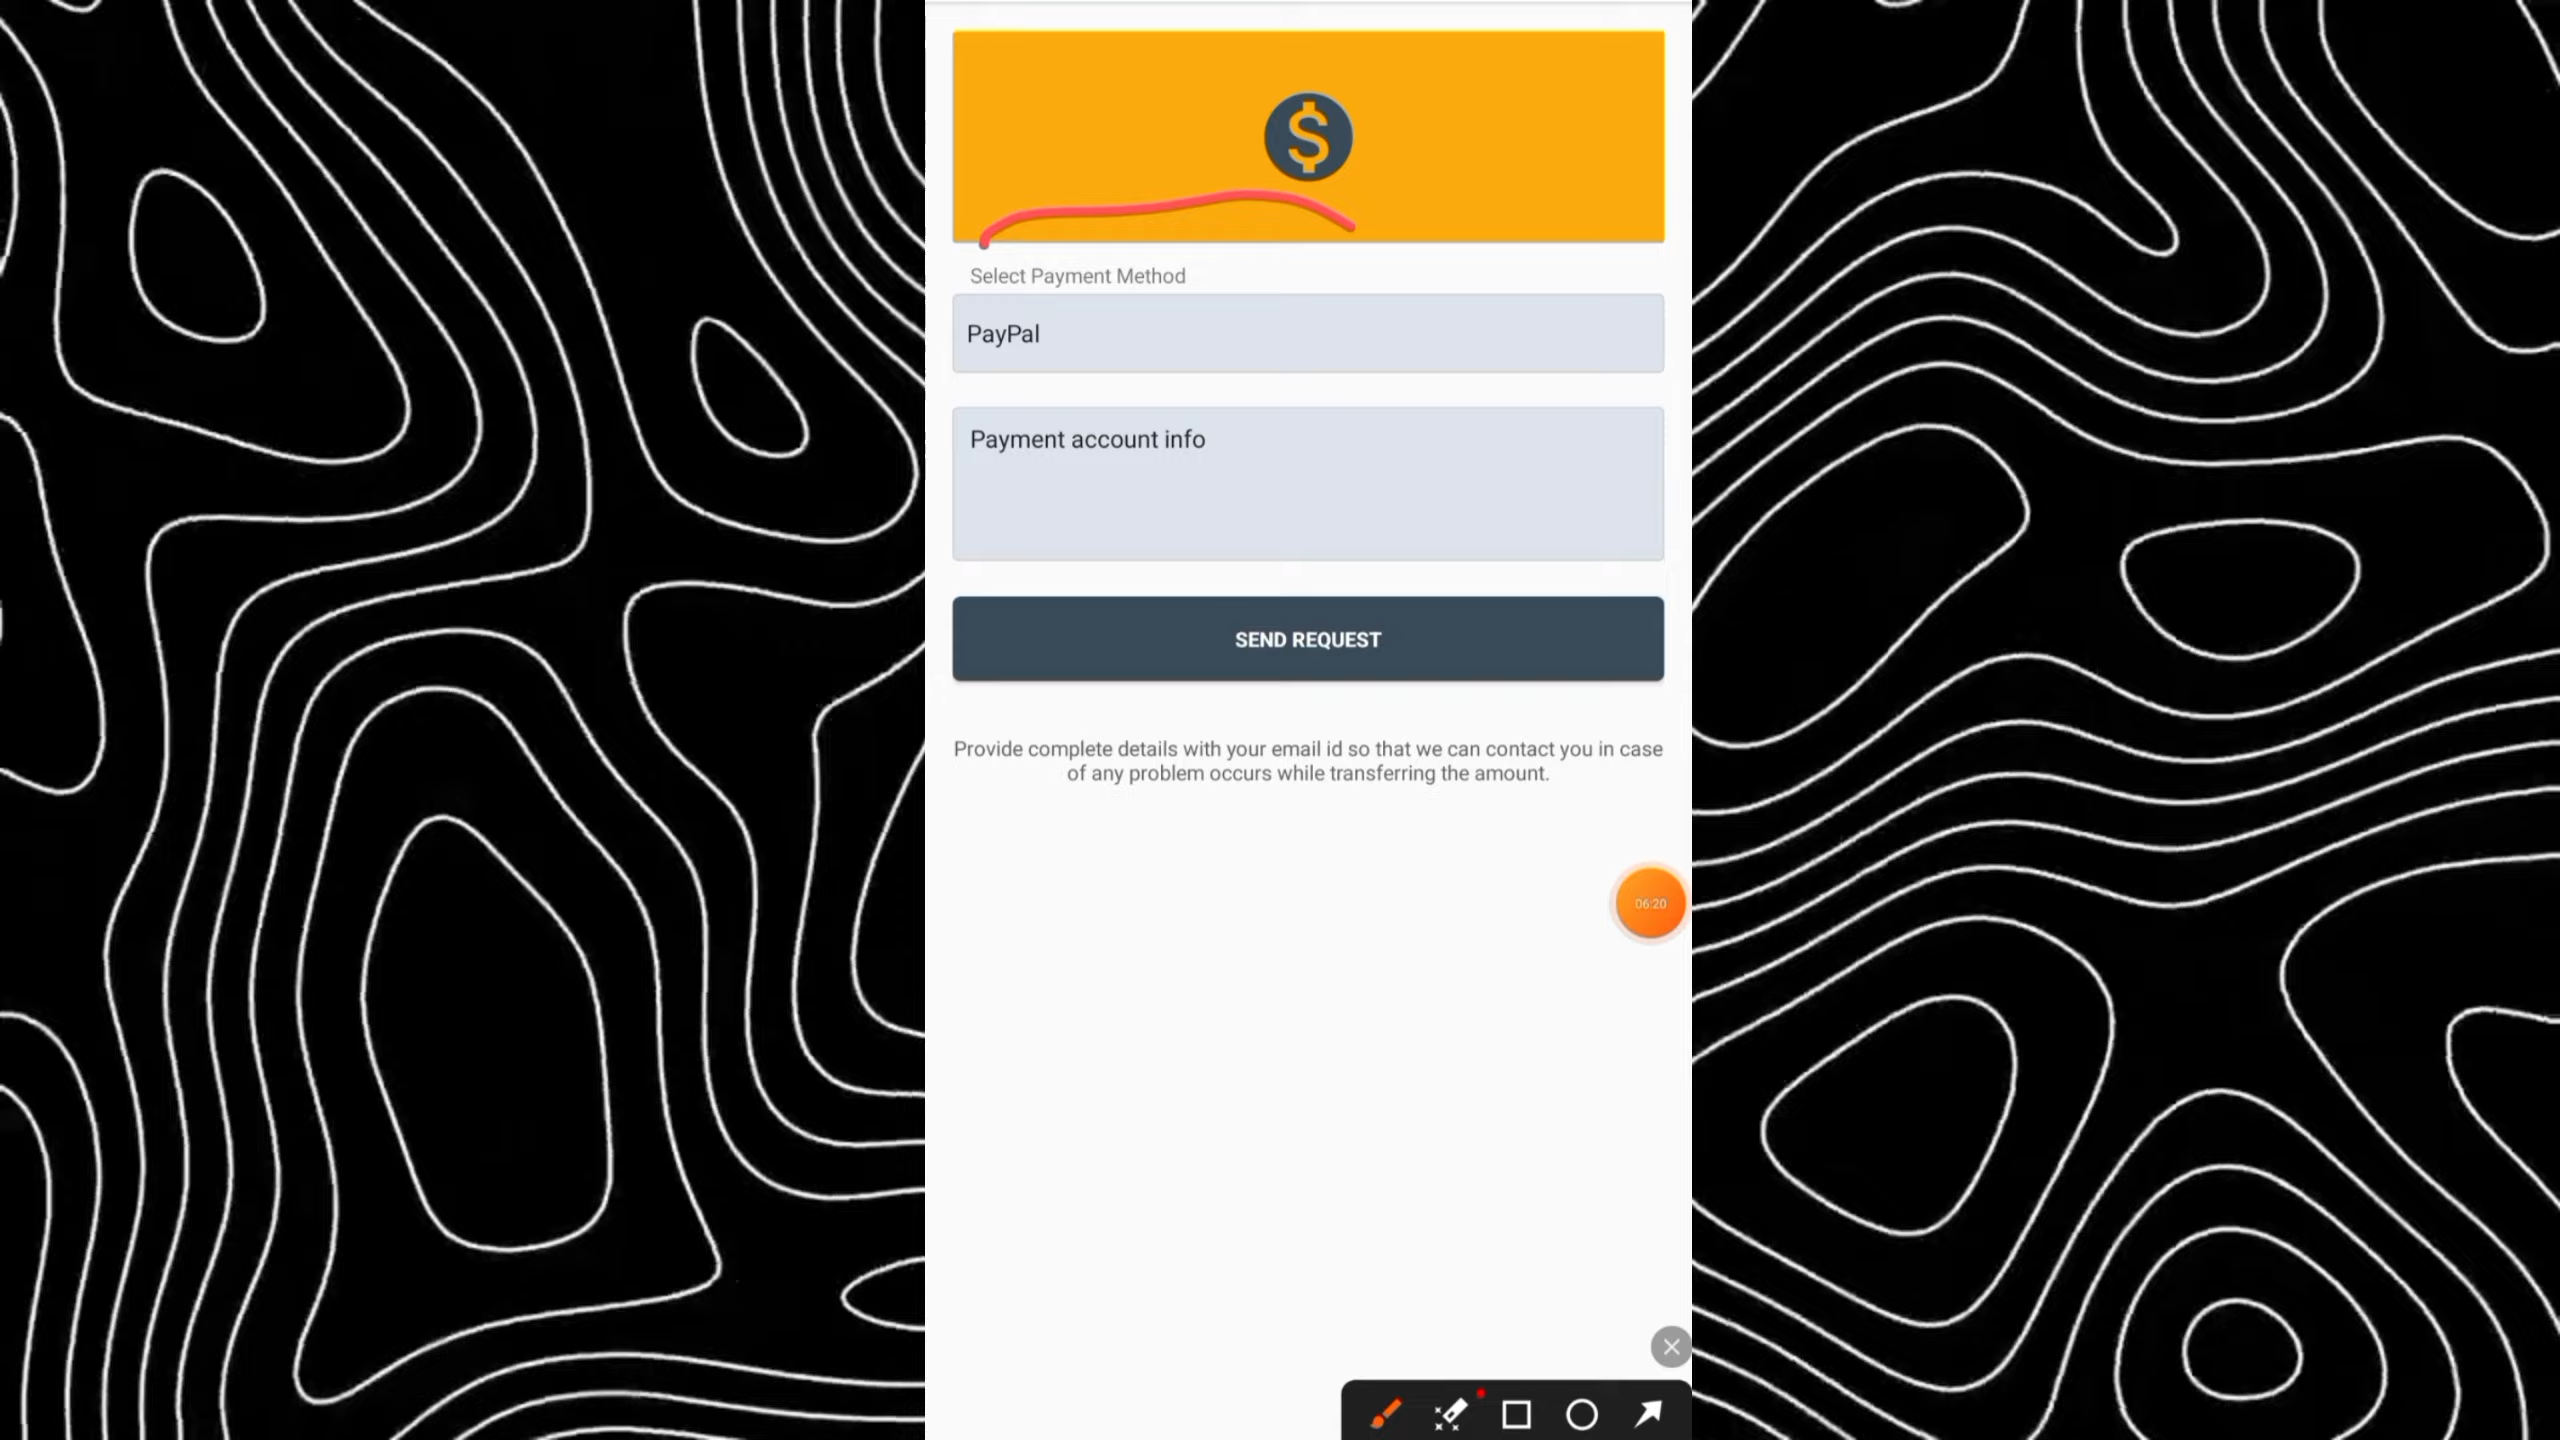 $
Select Payment Method
PayPal
Payment account info
SEND REQUEST
Provide complete details with your email id so that we can contact you in case
of any problem occurs while transferring the amount.
06:20